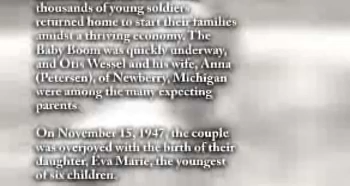 thousands of young soldiers
returned home to start their families
amidst a thriving economy. The
Baby Boom was quickly underway,
and Otis Wessel and his wife, Anna
(Petersen), of Newberry, Michigan
were among the many expecting
parents.
On November 15, 1947, the couple
was overjoyed with the birth of their
daughter, Eva Marie, the youngest
of six children.